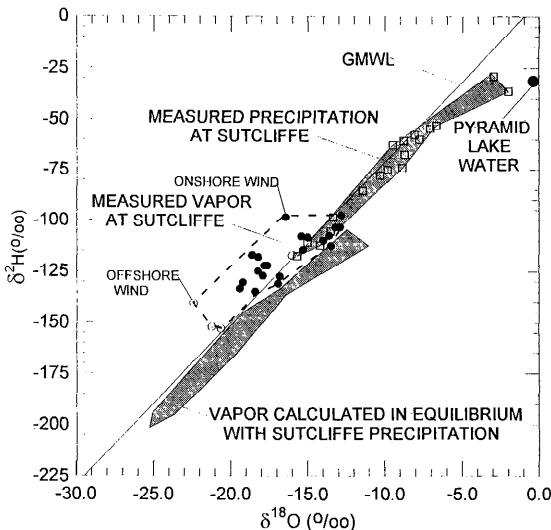 0
GMWL
-25
-50
MEASURED PRECIPITATION
AT SUTCLIFFE
PYRAMID
LAKE
WATER
-75
ONSHORE WIND
MEASURED VAPOR
AT SUTCLIFFE
-100
δ²H(º/oo)
-125
OFFSHORE
WIND
-150
-175
-200
VAPOR CALCULATED IN EQUILIBRIUM
WITH SUTCLIFFE PRECIPITATION
-225
-30.0
-25.0
-20.0
-15.0
-10.0
-5.0
0.0
δ¹⁸O (º/oo)